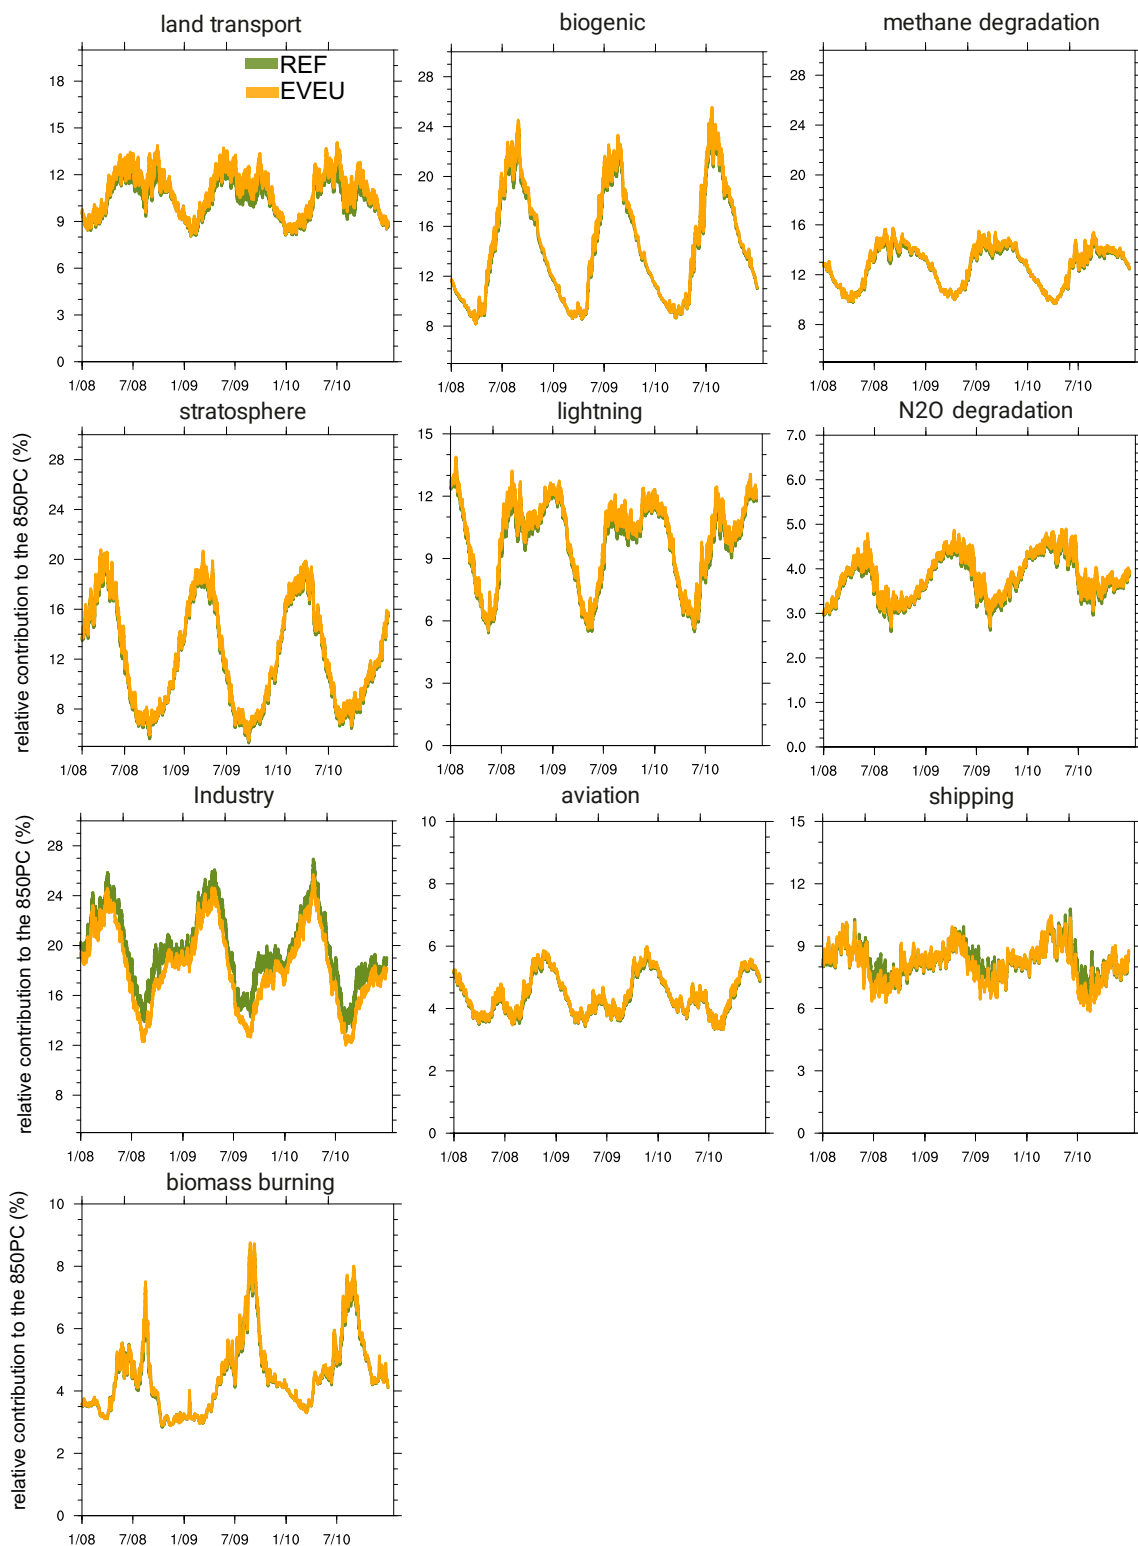 land transport
biogenic
methane degradation
REF
EVEU
18
15
12
9
6
3
0
28
24
20
16
12
8
28
24
20
16
12
8
1/08 7/08 1/09 7/09 1/10 7/10
1/08 7/08 1/09 7/09 1/10 7/10
1/08 7/08 1/09 7/09 1/10 7/10
stratosphere
lightning
N2O degradation
relative contribution to the 850PC (%)
28
24
20
16
12
8
15
12
9
6
3
0
7.0
6.0
5.0
4.0
3.0
2.0
1.0
0.0
1/08 7/08 1/09 7/09 1/10 7/10
1/08 7/08 1/09 7/09 1/10 7/10
1/08 7/08 1/09 7/09 1/10 7/10
Industry
aviation
shipping
relative contribution to the 850PC (%)
28
24
20
16
12
8
10
8
6
4
2
0
15
12
9
6
3
0
1/08 7/08 1/09 7/09 1/10 7/10
1/08 7/08 1/09 7/09 1/10 7/10
1/08 7/08 1/09 7/09 1/10 7/10
biomass burning
relative contribution to the 850PC (%)
10
8
6
4
2
0
1/08 7/08 1/09 7/09 1/10 7/10